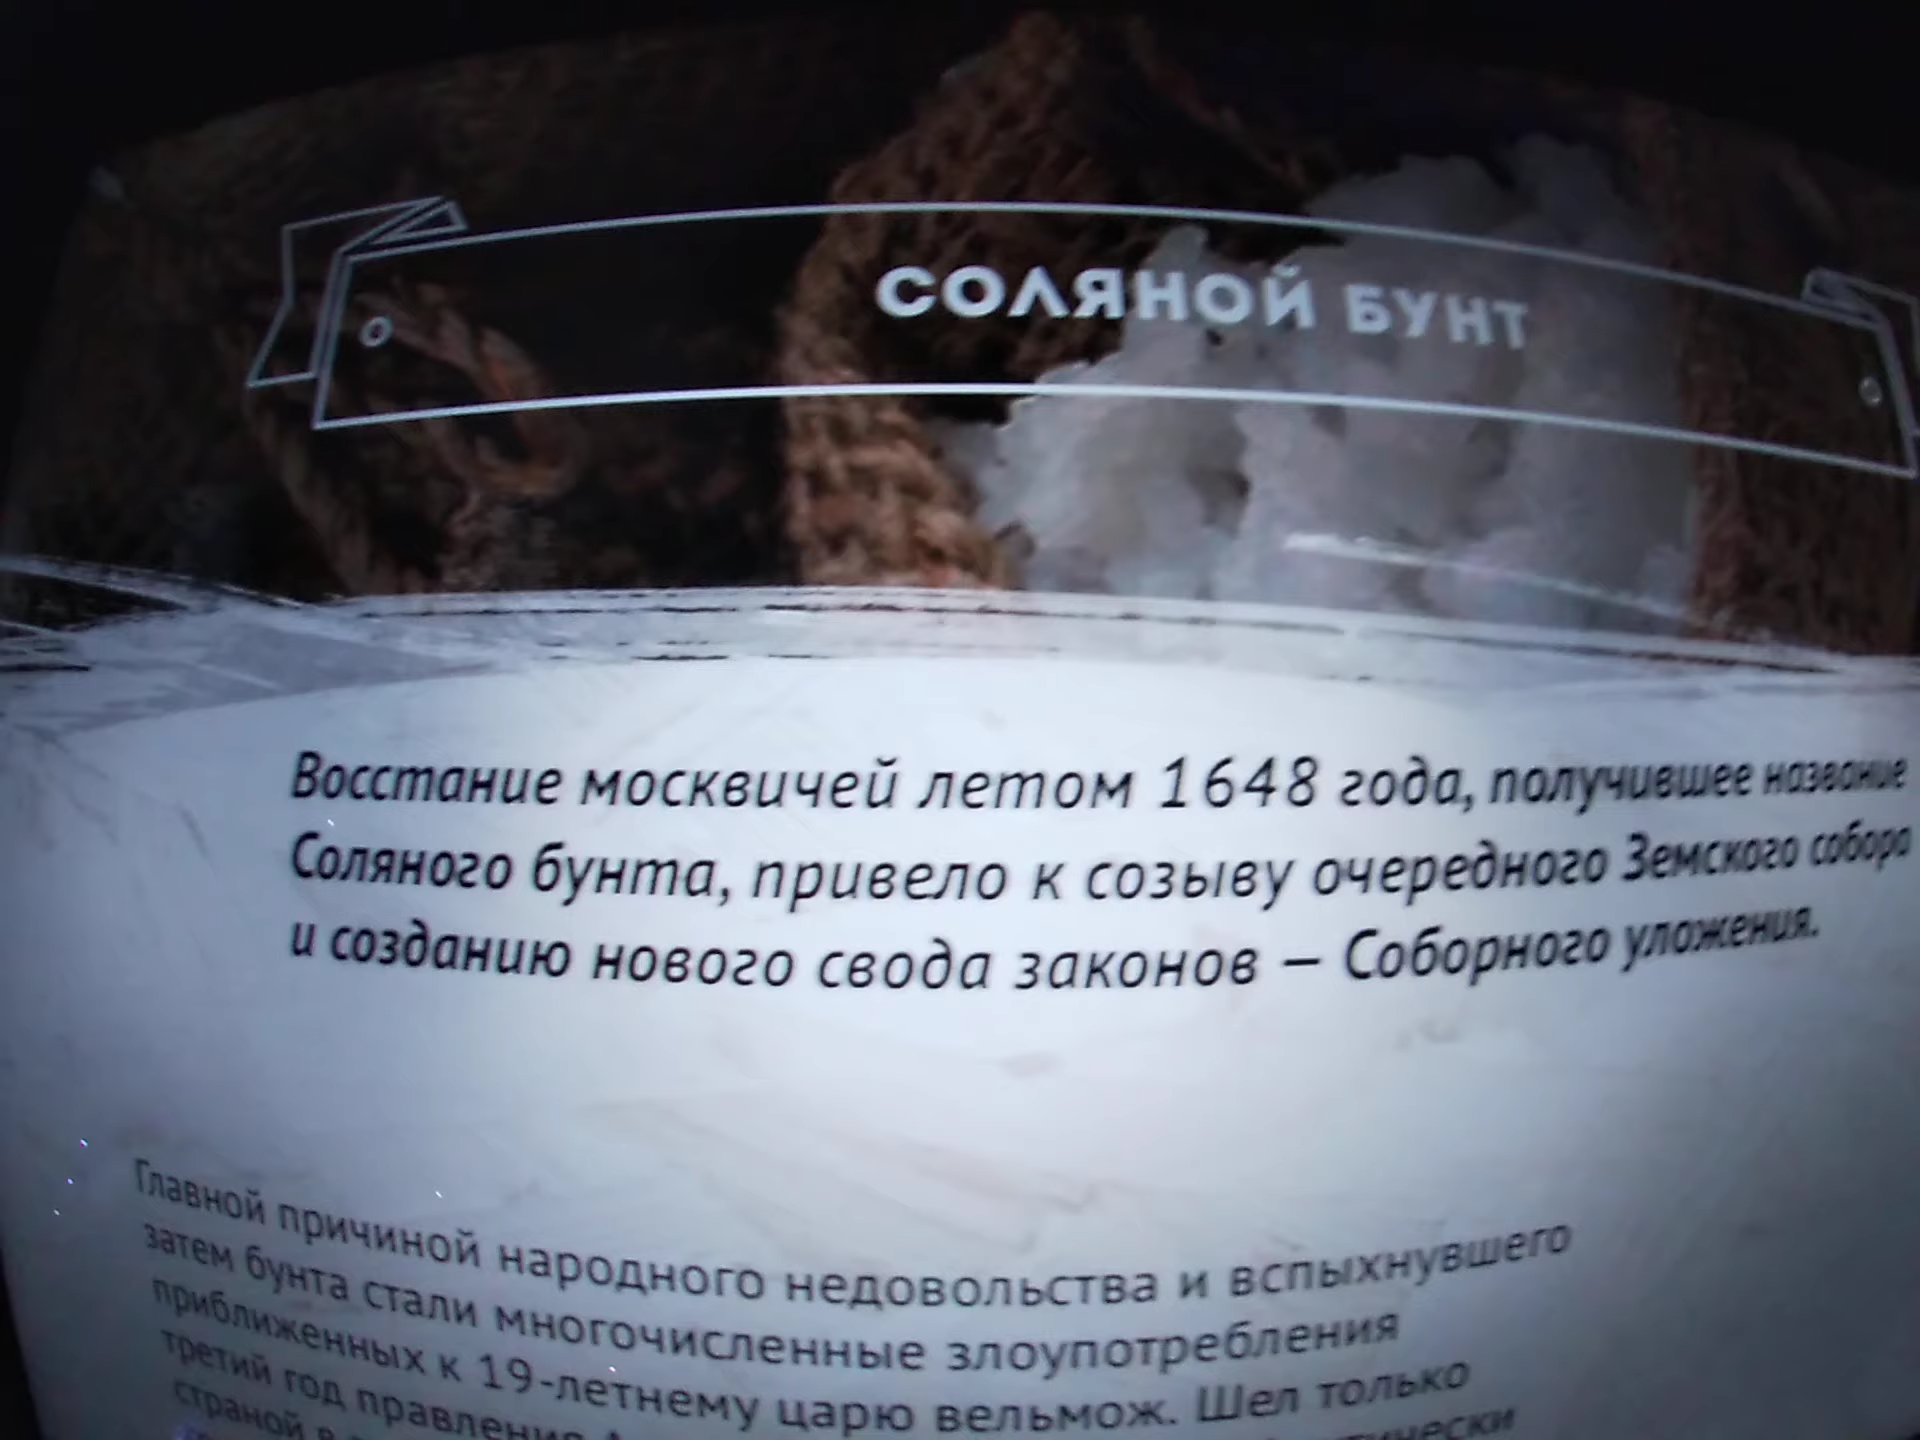 СОЛЯНОЙ БУНТ
Восстание москвичей летом 1648 года, получившее название
Соляного бунта, привело к созыву очередного Земского собора
и созданию нового свода законов – Соборного уложения.
Главной причиной народного недовольства и вспыхнувшего
затем бунта стали многочисленные злоупотребления
приближенных к 19-летнему царю вельмож. Шел только
третий год правления
страной в